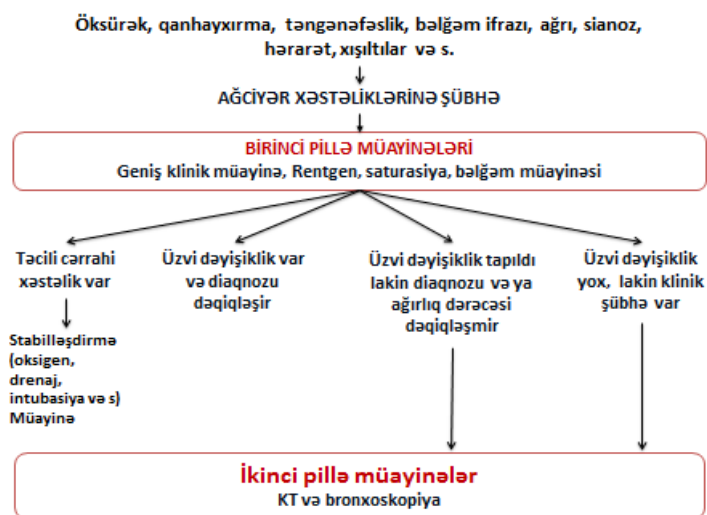 Öksürək, qanhayxırma, təngənəfəslik, bəlğəm ifrazı, ağrı, sianoz,
hərarət, xışıltılar və s.
AĞCİYƏR XƏSTƏLİKLƏRİNƏ ŞÜBHƏ
BİRİNCİ PİLLƏ MÜAYİNƏLƏRİ
Geniş klinik müayinə, Rentgen, saturasiya, bəlğəm müayinəsi
Təcili cərrahi
xəstəlik var
Stabilləşdirmə
(oksigen,
drenaj,
intubasiya və s)
Müayinə
Üzvi dəyişiklik var
və diaqnozu
dəqiqləşir
Üzvi dəyişiklik tapıldı
lakin diaqnozu və ya
ağırlıq dərəcəsi
dəqiqləşmir
Üzvi dəyişiklik
yox, lakin klinik
şübhə var
İkinci pillə müayinələr
KT və bronxoskopiya